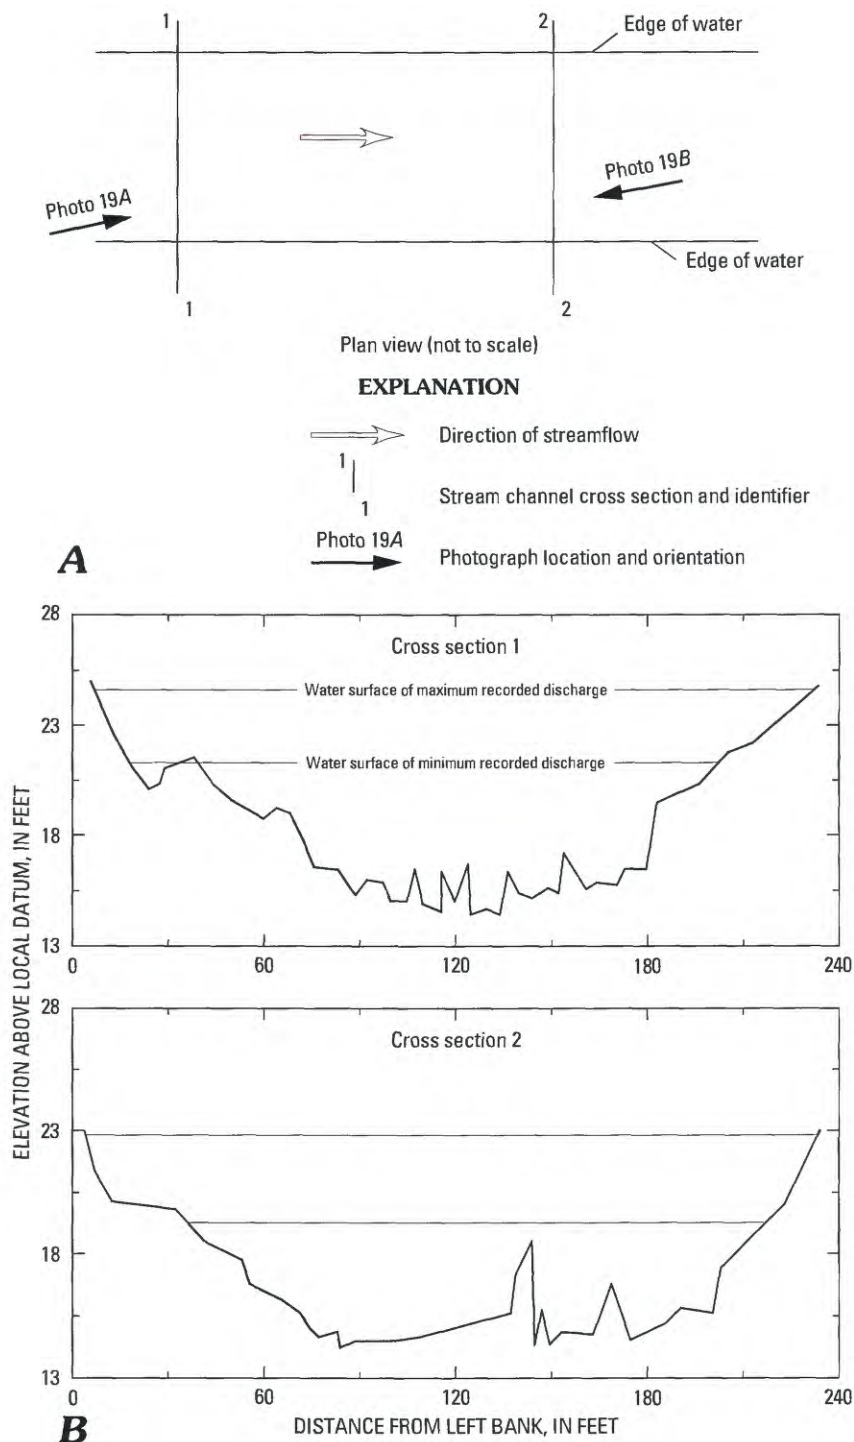 1
2
Edge of water
Photo 19A
Photo 19B
Edge of water
1
2
Plan view (not to scale)
EXPLANATION
Direction of streamflow
1
1
Stream channel cross section and identifier
Photo 19A
Photograph location and orientation
A
28
Cross section 1
Water surface of maximum recorded discharge
23
Water surface of minimum recorded discharge
18
13
0 60 120 180 240
28
Cross section 2
23
18
13
0 60 120 180 240
ELEVATION ABOVE LOCAL DATUM, IN FEET
B
DISTANCE FROM LEFT BANK, IN FEET